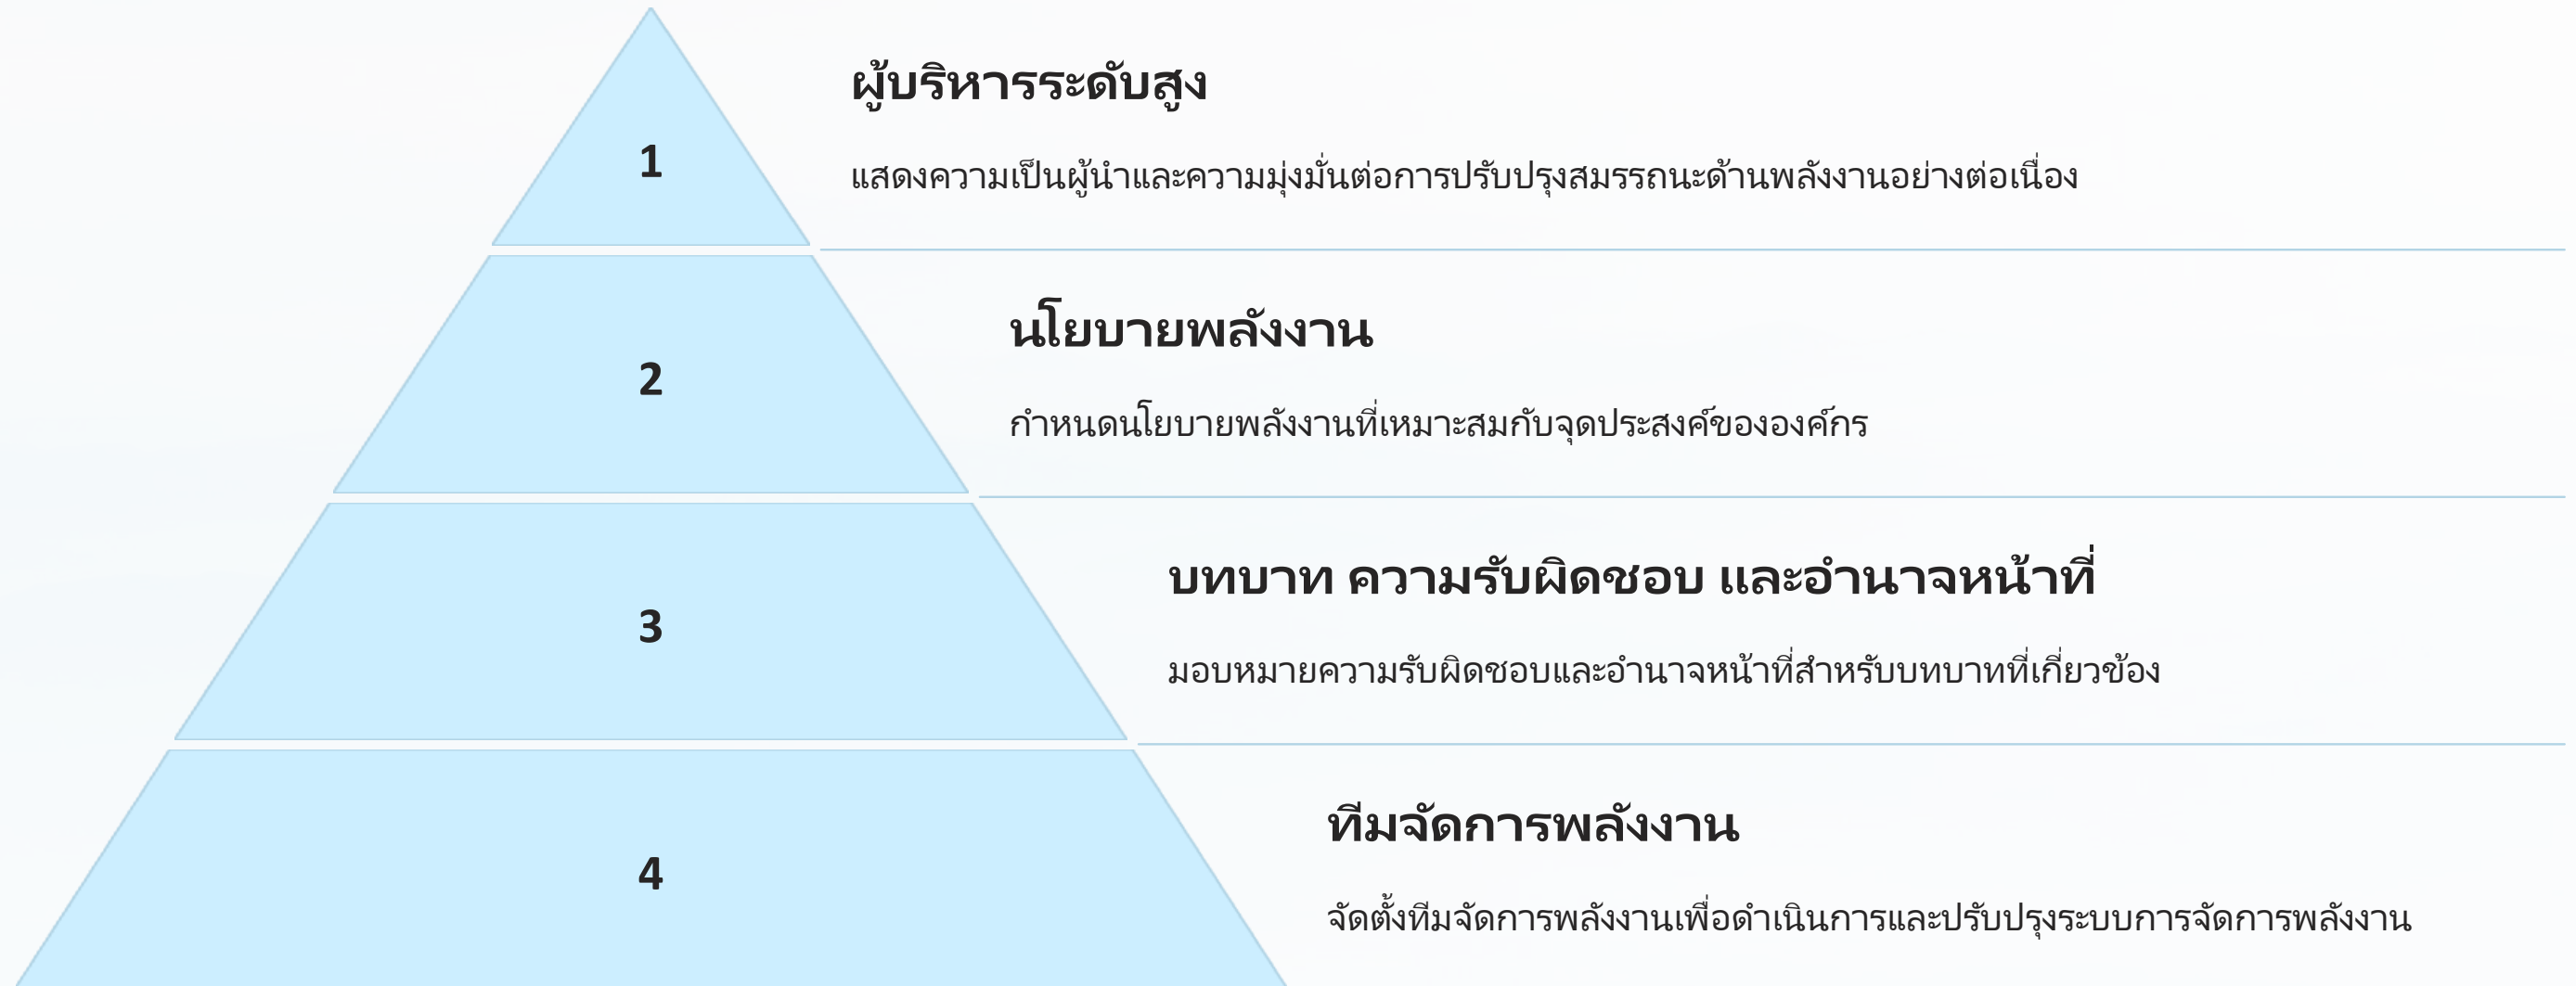 1
ผู้บริหารระดับสูง
แสดงความเป็นผู้นำและความมุ่งมั่นต่อการปรับปรุงสมรรถนะด้านพลังงานอย่างต่อเนื่อง
2
นโยบายพลังงาน
กำหนดนโยบายพลังงานที่เหมาะสมกับจุดประสงค์ขององค์กร
3
บทบาท ความรับผิดชอบ และอำนาจหน้าที่
มอบหมายความรับผิดชอบและอำนาจหน้าที่สำหรับบทบาทที่เกี่ยวข้อง
4
ทีมจัดการพลังงาน
จัดตั้งทีมจัดการพลังงานเพื่อดำเนินการและปรับปรุงระบบการจัดการพลังงาน